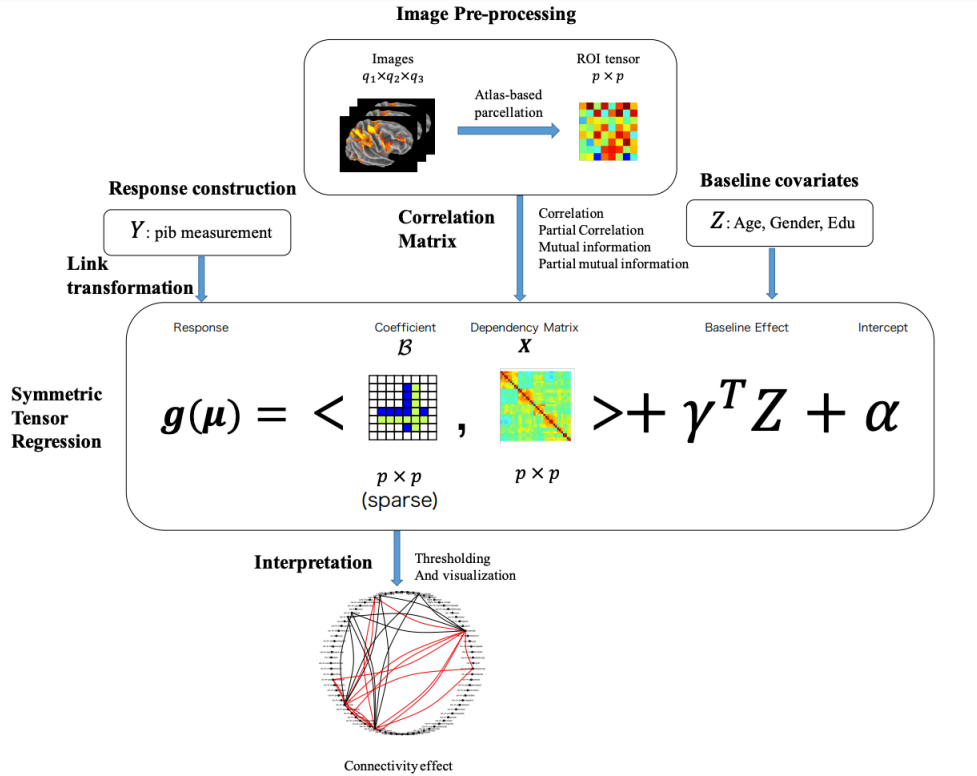 Image Pre-processing
Images
q₁×q₂×q₃
ROI tensor
p × p
Atlas-based
parcellation
Response construction
Y: pib measurement
Baseline covariates
Z: Age, Gender, Edu
Correlation
Matrix
Correlation
Partial Correlation
Mutual information
Partial mutual information
Link
transformation
Response
Coefficient
ℬ
Dependency Matrix
X
Baseline Effect
Intercept
Symmetric
Tensor
Regression
g(μ) = < , >+ γᵀZ + α
p × p
(sparse)
p × p
Interpretation
Thresholding
And visualization
Connectivity effect